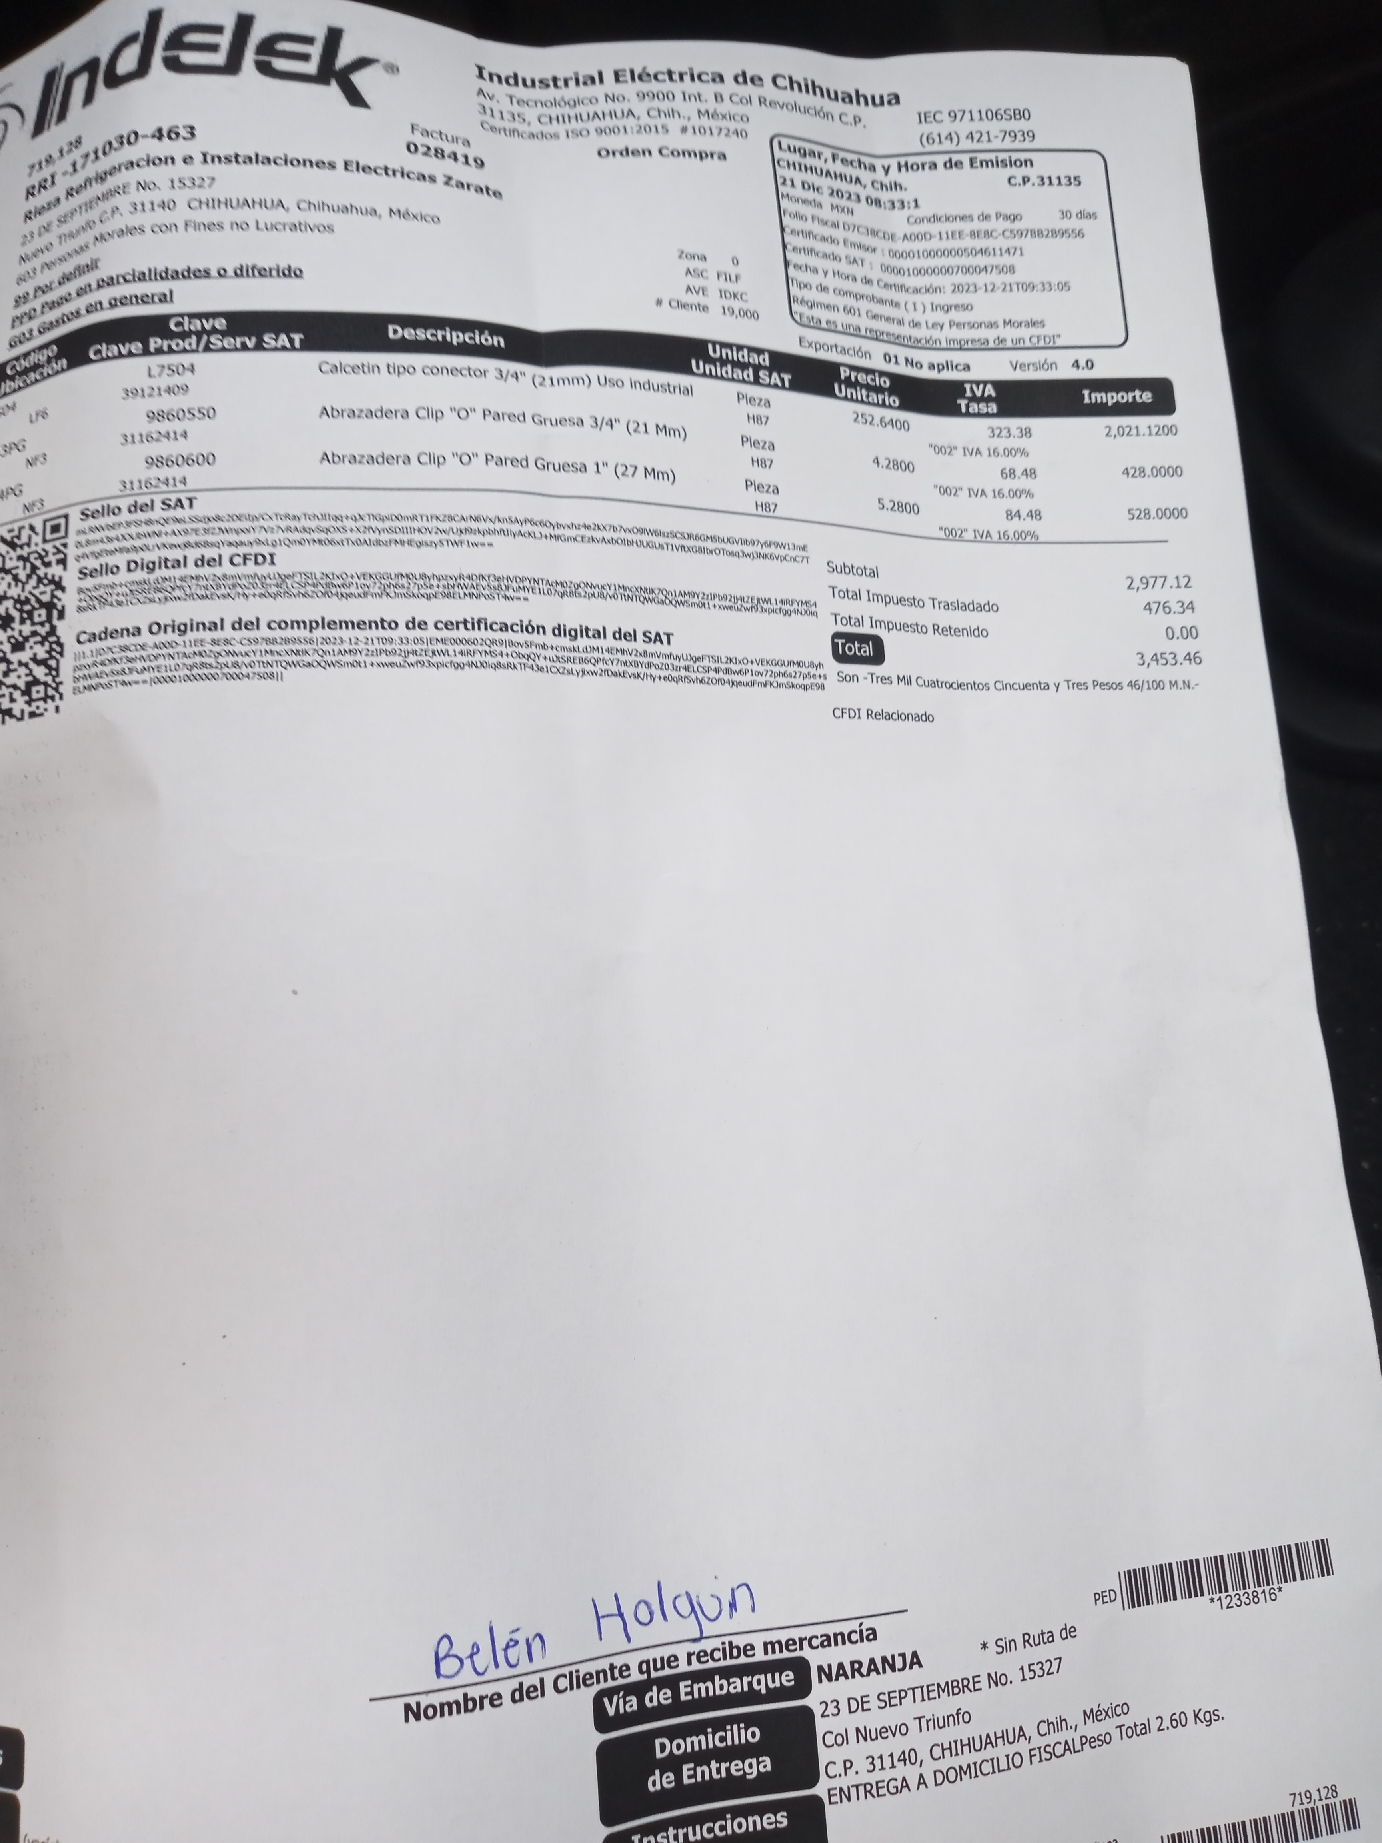 Indelek®
Industrial Eléctrica de Chihuahua
Av. Tecnológico No. 9900 Int. B Col Revolución C.P.
31135, CHIHUAHUA, Chih., México
Certificados ISO 9001:2015 #1017240
IEC 971106SB0
(614) 421-7939
719,128
RRI -171030-463
Factura
028419
Orden Compra
Rieza Refrigeracion e Instalaciones Electricas Zarate
23 DE SEPTIEMBRE No. 15327
Nuevo Triunfo C.P. 31140 CHIHUAHUA, Chihuahua, México
603 Personas Morales con Fines no Lucrativos
99 Por definir
PPD Pago en parcialidades o diferido
G03 Gastos en general
Zona 0
ASC FILF
AVE IDKC
# Cliente 19,000
Lugar, Fecha y Hora de Emision
CHIHUAHUA, Chih. C.P.31135
21 Dic 2023 08:33:1
Moneda MXN Condiciones de Pago 30 días
Folio Fiscal D7C38CDE-A00D-11EE-8E8C-C597B82B9556
Certificado Emisor : 00001000000504611471
Certificado SAT : 00001000000700047508
Fecha y Hora de Certificación: 2023-12-21T09:33:05
Tipo de comprobante ( I ) Ingreso
Régimen 601 General de Ley Personas Morales
"Esta es una representación impresa de un CFDI"
Exportación 01 No aplica Versión 4.0
Código Clave Descripción Unidad Precio IVA Importe
Ubicación Clave Prod/Serv SAT Unidad SAT Unitario Tasa
L7504 Calcetin tipo conector 3/4" (21mm) Uso industrial Pieza 252.6400 323.38 2,021.1200
LF6 39121409 H87 "002" IVA 16.00%
3PG 9860550 Abrazadera Clip "O" Pared Gruesa 3/4" (21 Mm) Pieza 4.2800 68.48 428.0000
NF3 31162414 H87 "002" IVA 16.00%
4PG 9860600 Abrazadera Clip "O" Pared Gruesa 1" (27 Mm) Pieza 5.2800 84.48 528.0000
NF3 31162414 H87 "002" IVA 16.00%
Sello del SAT
Sello Digital del CFDI
Cadena Original del complemento de certificación digital del SAT
Subtotal 2,977.12
Total Impuesto Trasladado 476.34
Total Impuesto Retenido 0.00
Total 3,453.46
Son -Tres Mil Cuatrocientos Cincuenta y Tres Pesos 46/100 M.N.-
CFDI Relacionado
Belén Holguin
Nombre del Cliente que recibe mercancía
PED
*1233816*
Vía de Embarque NARANJA * Sin Ruta de
Domicilio
de Entrega
23 DE SEPTIEMBRE No. 15327
Col Nuevo Triunfo
C.P. 31140, CHIHUAHUA, Chih., México
ENTREGA A DOMICILIO FISCALPeso Total 2.60 Kgs.
Instrucciones
719,128